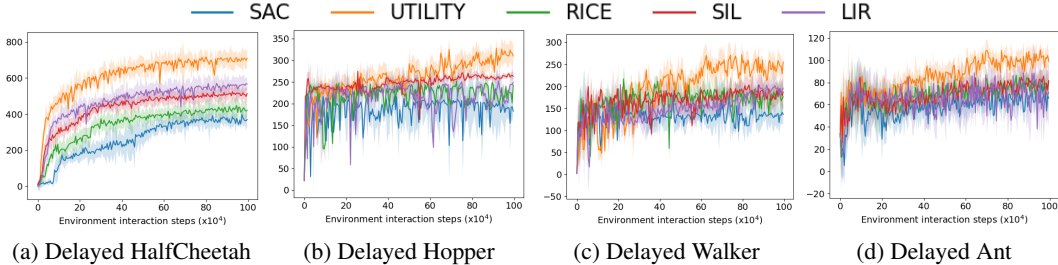 SAC UTILITY RICE SIL LIR
800
600
400
200
0
0 20 40 60 80 100
Environment interaction steps (x10⁴)
(a) Delayed HalfCheetah
350
300
250
200
150
100
50
0
0 20 40 60 80 100
Environment interaction steps (x10⁴)
(b) Delayed Hopper
300
250
200
150
100
50
0
−50
0 20 40 60 80 100
Environment interaction steps (x10⁴)
(c) Delayed Walker
120
100
80
60
40
20
0
−20
0 20 40 60 80 100
Environment interaction steps (x10⁴)
(d) Delayed Ant